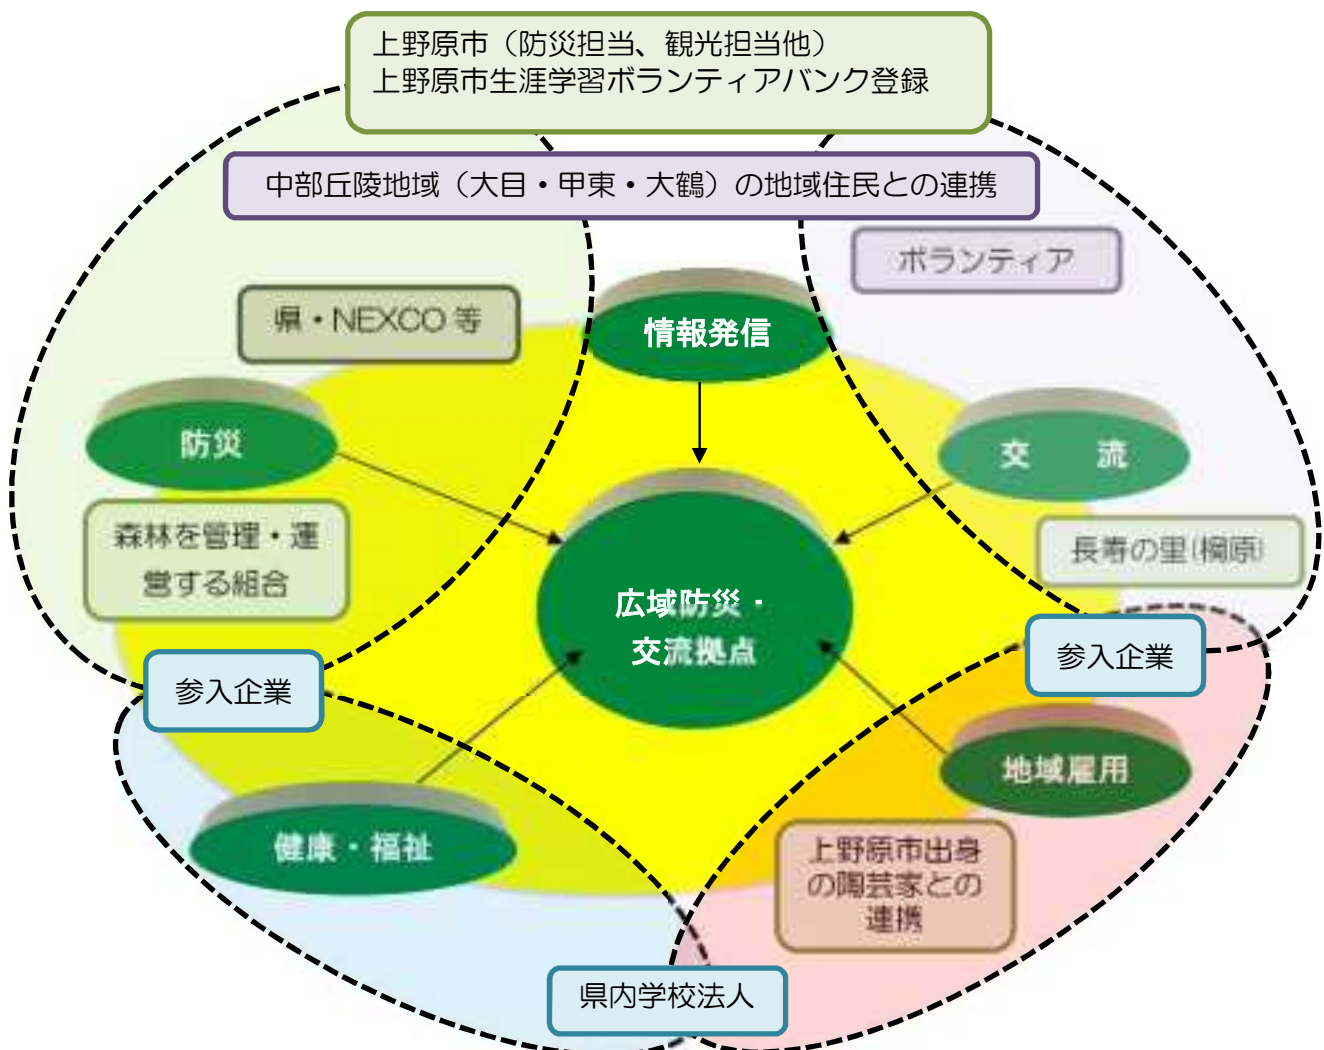 上野原市（防災担当、観光担当他）
上野原市生涯学習ボランティアバンク登録
中部丘陵地域（大目・甲東・大鶴）の地域住民との連携
ボランティア
県・NEXCO 等
情報発信
防災
交　　流
森林を管理・運
営する組合
長寿の里(棡原)
広域防災・
交流拠点
参入企業
参入企業
地域雇用
健康・福祉
上野原市出身
の陶芸家との
連携
県内学校法人